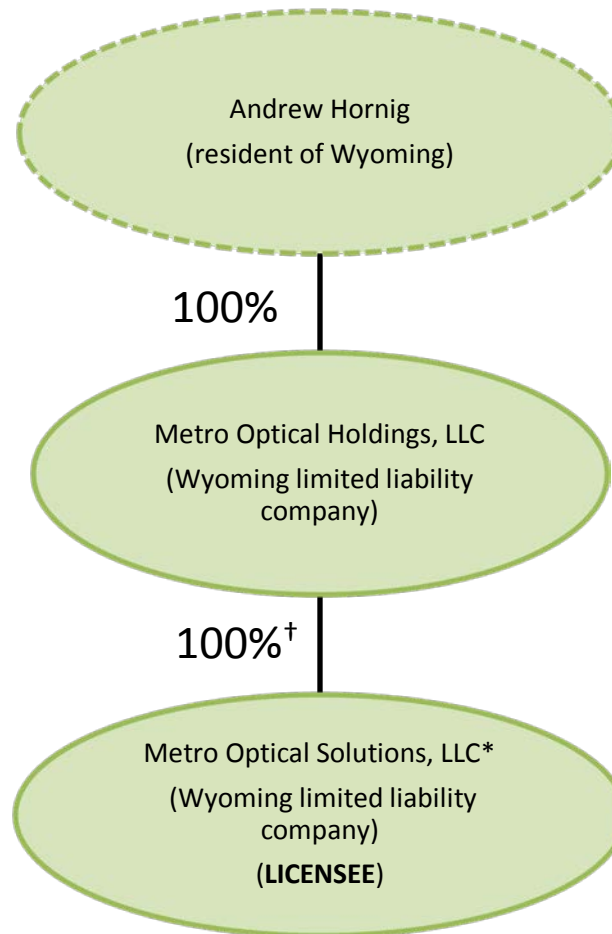 Andrew Hornig
(resident of Wyoming)
100%
Metro Optical Holdings, LLC
(Wyoming limited liability
company)
100%†
Metro Optical Solutions, LLC*
(Wyoming limited liability
company)
(LICENSEE)